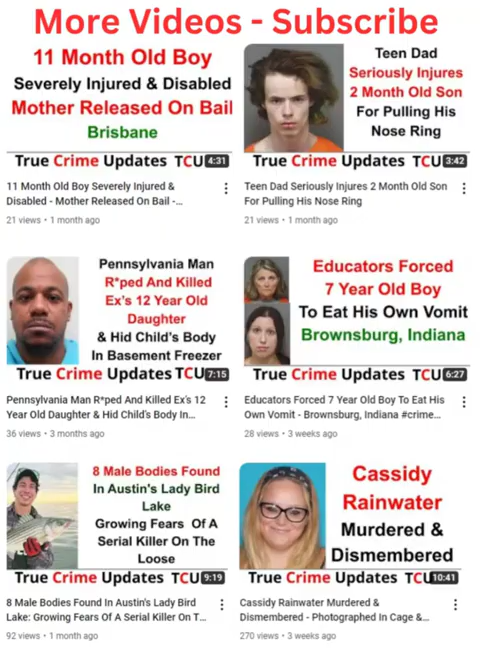 More Videos - Subscribe
11 Month Old Boy
Severely Injured & Disabled
Mother Released On Bail
Brisbane
True Crime Updates TCU 4:31
11 Month Old Boy Severely Injured &
Disabled - Mother Released On Bail -...
21 views • 1 month ago
Teen Dad
Seriously Injures
2 Month Old Son
For Pulling His
Nose Ring
True Crime Updates TCU 3:42
Teen Dad Seriously Injures 2 Month Old Son
For Pulling His Nose Ring
21 views • 1 month ago
Pennsylvania Man
R*ped And Killed
Ex's 12 Year Old
Daughter
& Hid Child's Body
In Basement Freezer
True Crime Updates TCU 7:15
Pennsylvania Man R*ped And Killed Ex's 12
Year Old Daughter & Hid Child's Body In...
36 views • 3 months ago
Educators Forced
7 Year Old Boy
To Eat His Own Vomit
Brownsburg, Indiana
True Crime Updates TCU 6:27
Educators Forced 7 Year Old Boy To Eat His
Own Vomit - Brownsburg, Indiana #crime...
28 views • 3 weeks ago
8 Male Bodies Found
In Austin's Lady Bird
Lake
Growing Fears Of A
Serial Killer On The
Loose
True Crime Updates TCU 9:19
8 Male Bodies Found In Austin's Lady Bird
Lake: Growing Fears Of A Serial Killer On T...
92 views • 1 month ago
Cassidy
Rainwater
Murdered &
Dismembered
True Crime Updates TCU 10:41
Cassidy Rainwater Murdered &
Dismembered - Photographed In Cage &...
270 views • 3 weeks ago